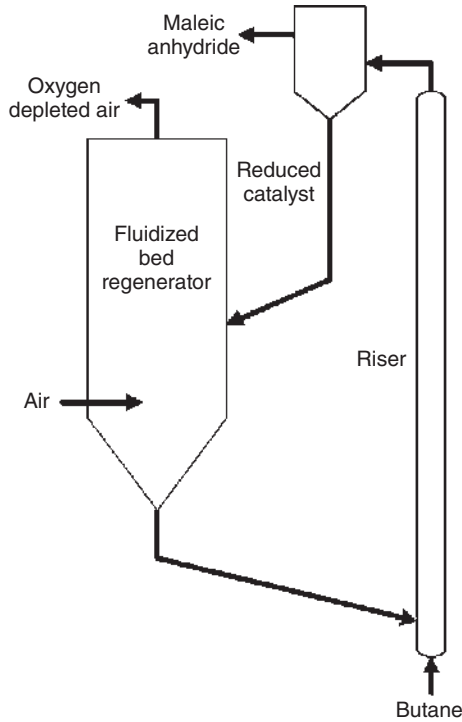 Maleic
anhydride
Oxygen
depleted air
Reduced
catalyst
Fluidized
bed
regenerator
Riser
Air
Butane